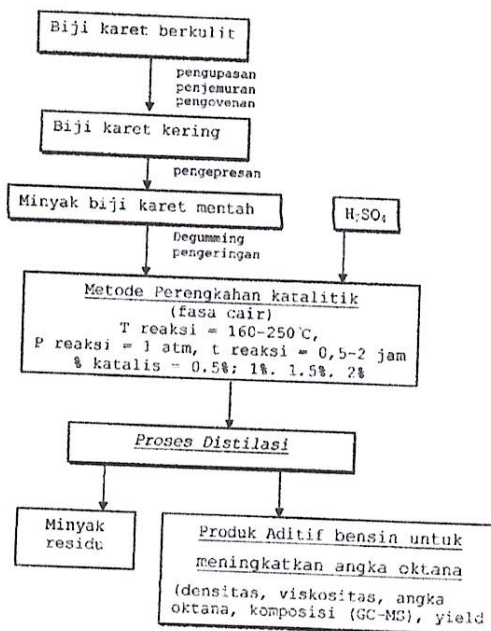 Biji karet berkulit
pengupasan
penjemuran
pengovenan
Biji karet kering
pengepresan
Minyak biji karet mentah
H2SO4
Degumming
pengeringan
Metode Perengkahan katalitik
(fasa cair)
T reaksi = 160-250°C,
P reaksi = 1 atm, t reaksi = 0,5-2 jam
% katalis = 0.5%; 1%. 1.5%. 2%
Proses Distilasi
Minyak
residu
Produk Aditif bensin untuk
meningkatkan angka oktana
(densitas, viskositas, angka
oktana, komposisi (GC-MS), yield